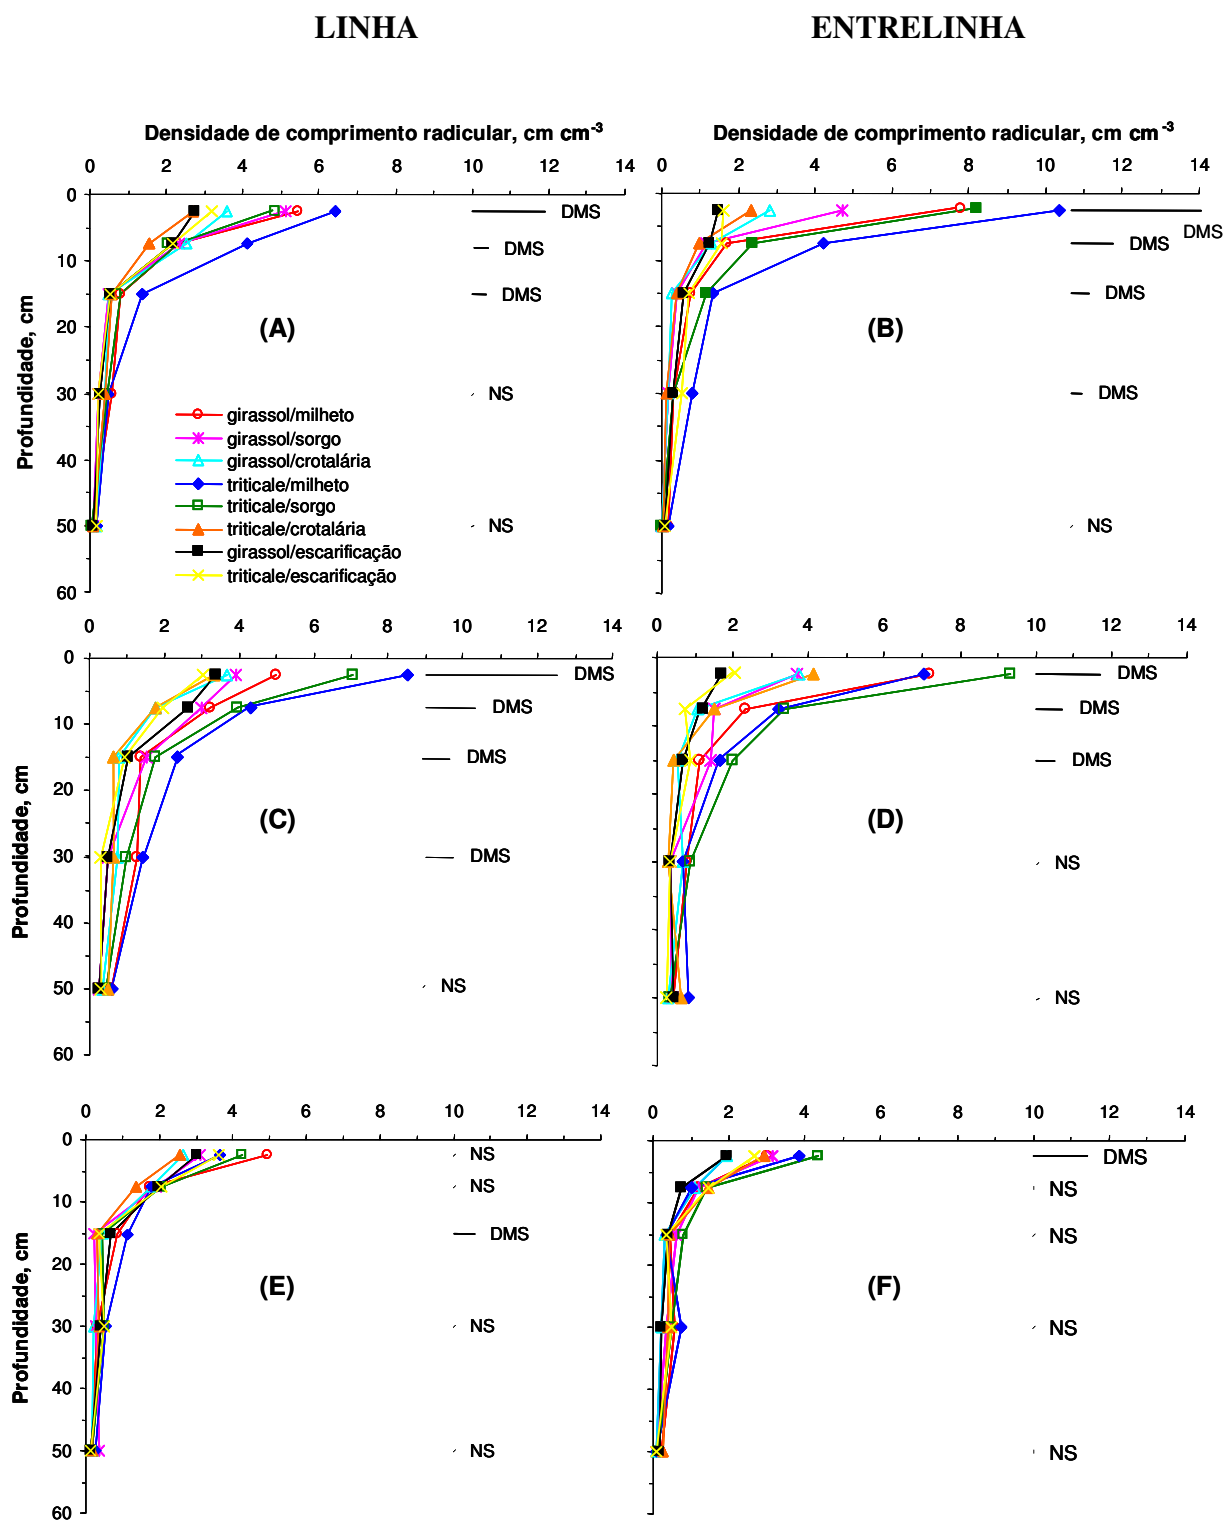 LINHA
ENTRELINHA
Densidade de comprimento radicular, cm cm-3
0 2 4 6 8 10 12 14
0
10
20
30
40
50
60
Profundidade, cm
DMS
DMS
DMS
NS
NS
(A)
girassol/milheto
girassol/sorgo
girassol/crotalária
triticale/milheto
triticale/sorgo
triticale/crotalária
girassol/escarificação
triticale/escarificação
Densidade de comprimento radicular, cm cm-3
0 2 4 6 8 10 12 14
DMS
DMS
DMS
DMS
NS
(B)
0 2 4 6 8 10 12 14
0
10
20
30
40
50
60
Profundidade, cm
DMS
DMS
DMS
DMS
NS
(C)
0 2 4 6 8 10 12 14
DMS
DMS
DMS
NS
NS
(D)
0 2 4 6 8 10 12 14
0
10
20
30
40
50
60
Profundidade, cm
NS
NS
DMS
NS
NS
(E)
0 2 4 6 8 10 12 14
DMS
NS
NS
NS
NS
(F)